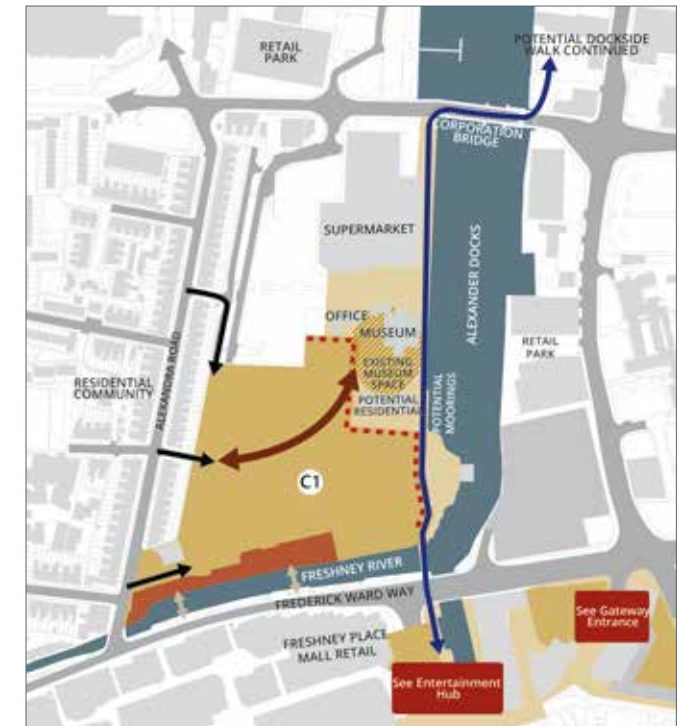 RETAIL
PARK
POTENTIAL DOCKSIDE
WALK CONTINUED
CORPORATION
BRIDGE
SUPERMARKET
ALEXANDER DOCKS
OFFICE
MUSEUM
ALEXANDRA ROAD
RETAIL
PARK
EXISTING
MUSEUM
SPACE
RESIDENTIAL
COMMUNITY
POTENTIAL
RESIDENTIAL
POTENTIAL
MOORINGS
C1
FRESHNEY RIVER
FREDERICK WARD WAY
See Gateway
Entrance
FRESHNEY PLACE
MALL RETAIL
See Entertainment
Hub